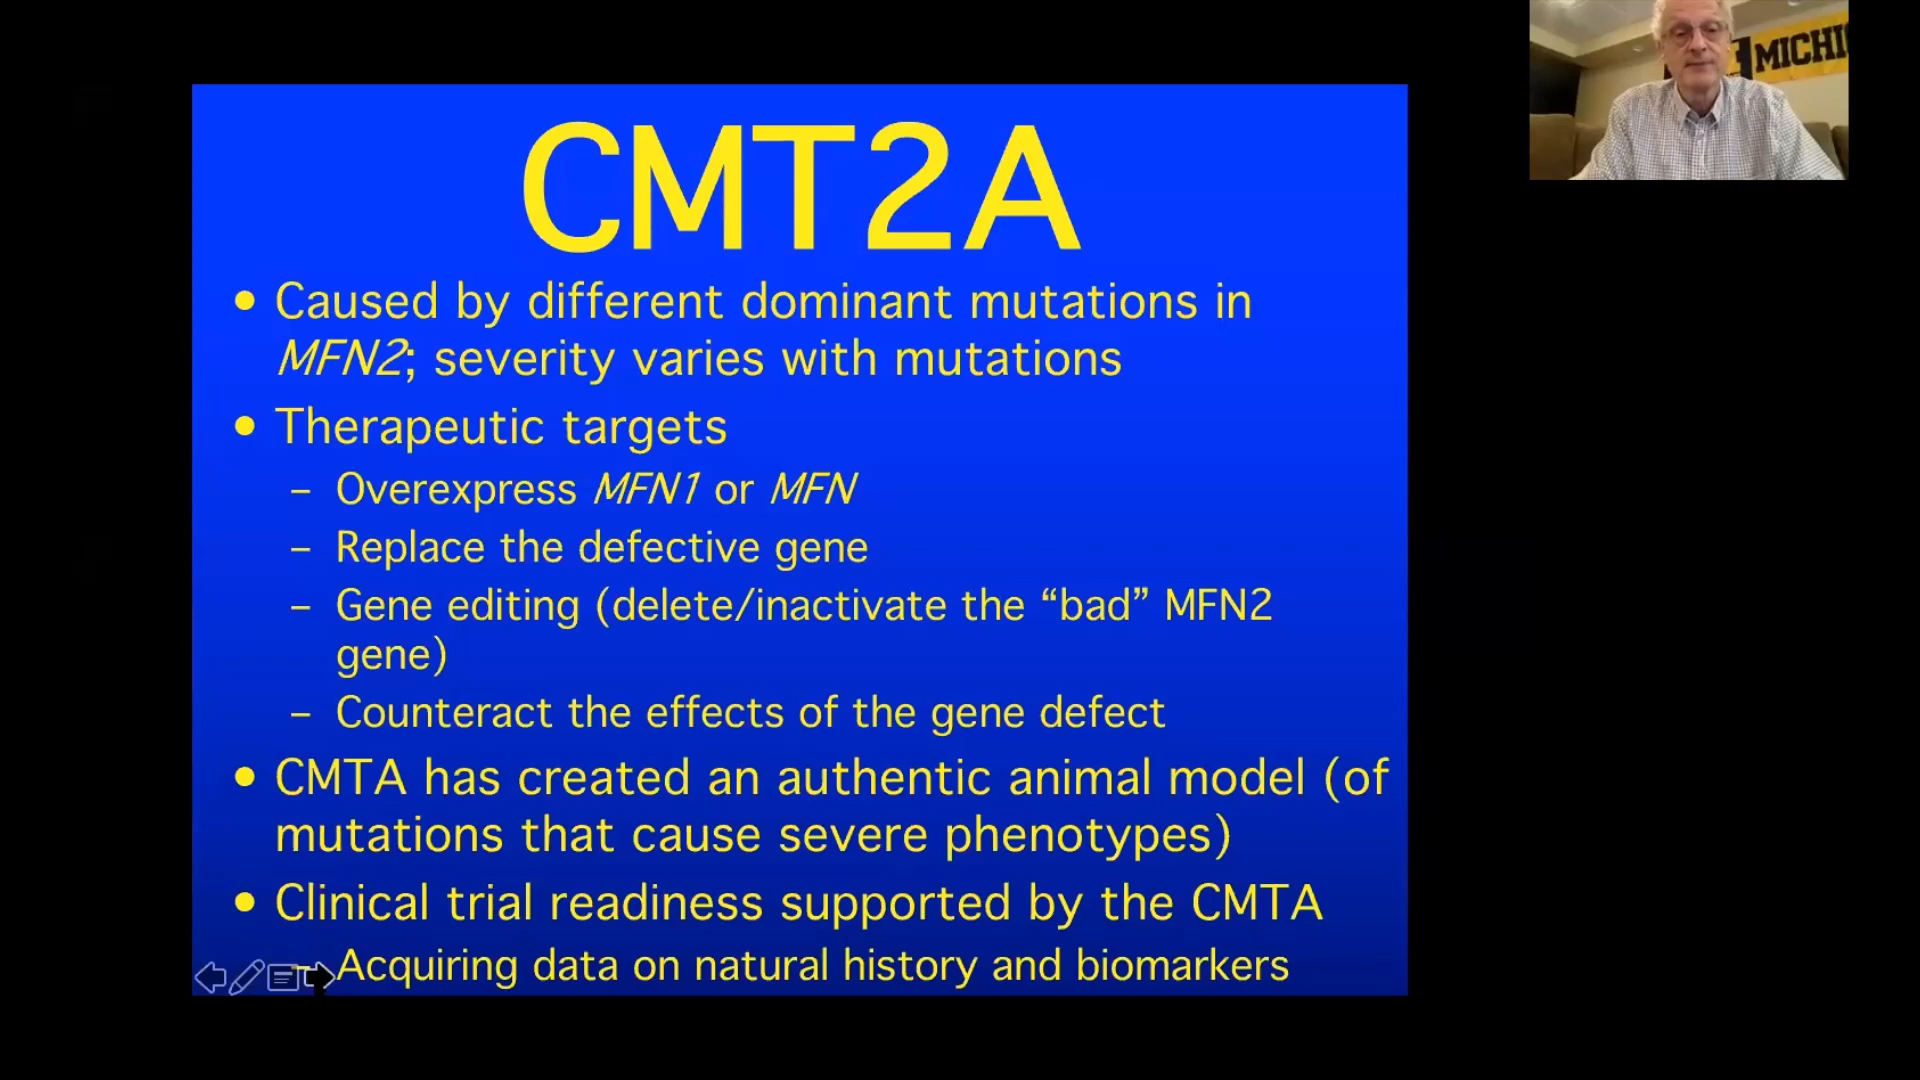 CMT2A
• Caused by different dominant mutations in
MFN2; severity varies with mutations
• Therapeutic targets
– Overexpress MFN1 or MFN
– Replace the defective gene
– Gene editing (delete/inactivate the “bad” MFN2
gene)
– Counteract the effects of the gene defect
• CMTA has created an authentic animal model (of
mutations that cause severe phenotypes)
• Clinical trial readiness supported by the CMTA
– Acquiring data on natural history and biomarkers
MICHI